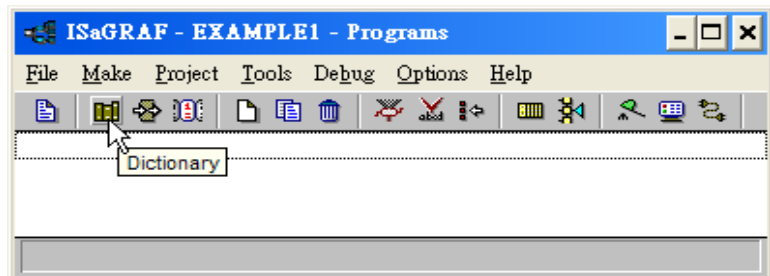 ISaGRAF - EXAMPLE1 - Programs
File Make Project Tools Debug Options Help
Dictionary